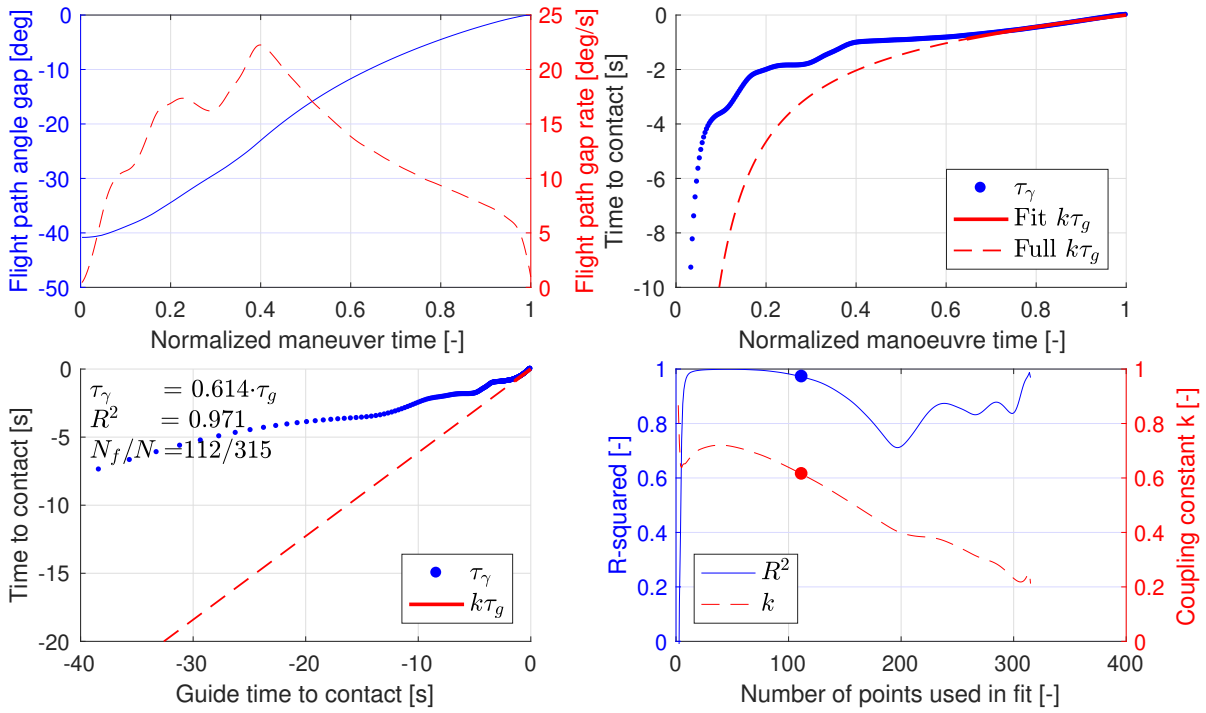 0
-10
-20
-30
-40
-50
Flight path angle gap [deg]
25
20
15
10
5
0
Flight path gap rate [deg/s]
0 0.2 0.4 0.6 0.8 1
Normalized maneuver time [-]
0
-2
-4
-6
-8
-10
Time to contact [s]
τγ
Fit kτg
Full kτg
0 0.2 0.4 0.6 0.8 1
Normalized manoeuvre time [-]
0
-5
-10
-15
-20
Time to contact [s]
τγ = 0.614·τg
R² = 0.971
Nf/N =112/315
τγ
kτg
-40 -30 -20 -10 0
Guide time to contact [s]
1
0.8
0.6
0.4
0.2
0
R-squared [-]
R²
k
1
0.8
0.6
0.4
0.2
0
Coupling constant k [-]
0 100 200 300 400
Number of points used in fit [-]